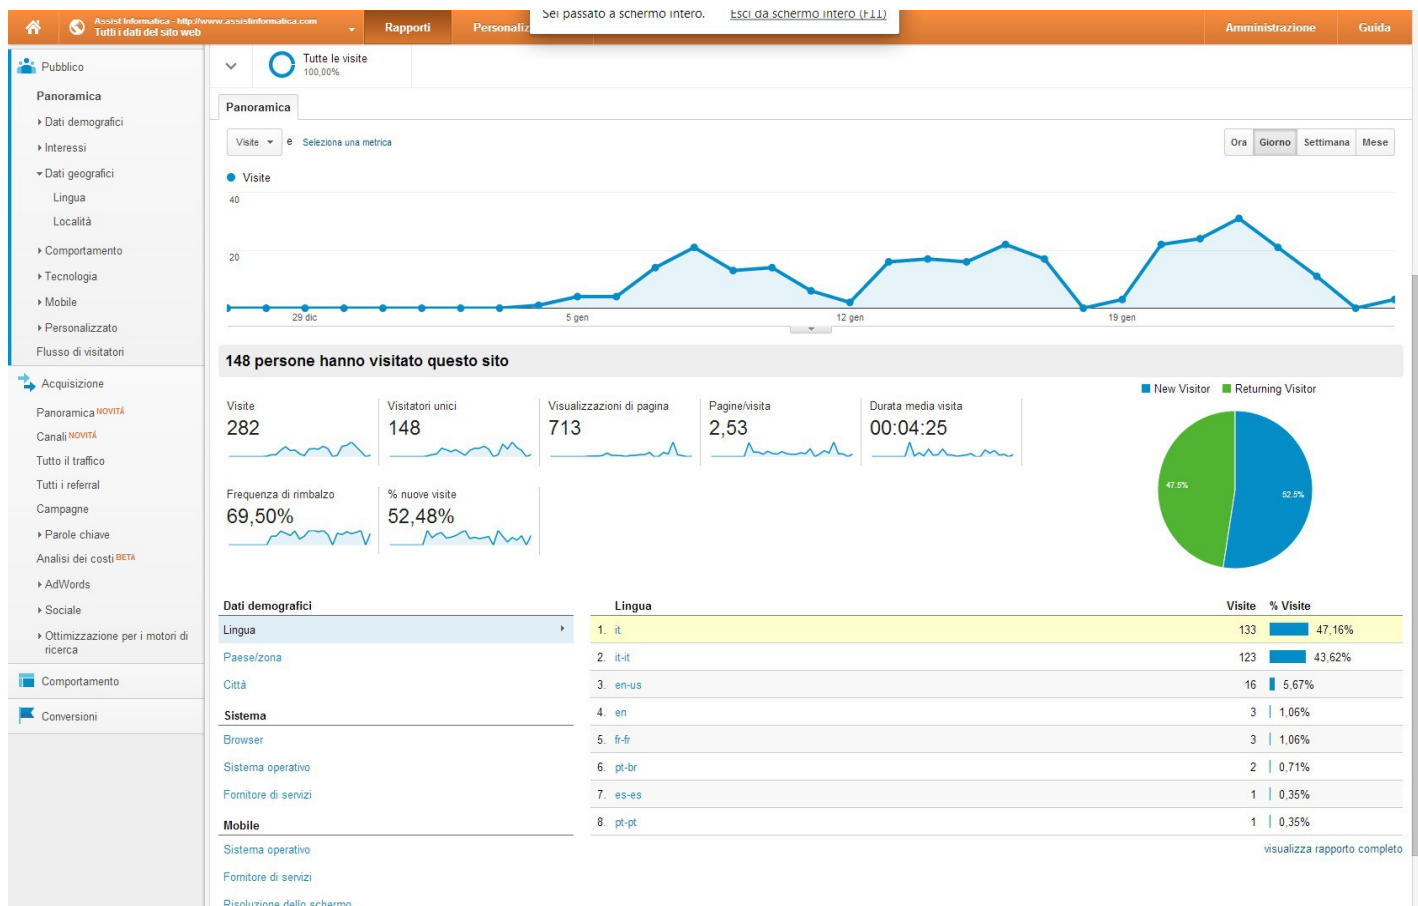 Sei passato a schermo intero. Esci da schermo intero (F11)
Assist Informatica - http://www.assistinformatica.com
Tutti i dati del sito web
Rapporti
Personaliz
Amministrazione
Guida
Pubblico
Panoramica
Dati demografici
Interessi
Dati geografici
Lingua
Località
Comportamento
Tecnologia
Mobile
Personalizzato
Flusso di visitatori
Acquisizione
Panoramica NOVITÁ
Canali NOVITÁ
Tutto il traffico
Tutti i referral
Campagne
Parole chiave
Analisi dei costi BETA
AdWords
Sociale
Ottimizzazione per i motori di
ricerca
Comportamento
Conversioni
Tutte le visite
100,00%
Panoramica
Visite e Seleziona una metrica
Ora Giorno Settimana Mese
Visite
40
20
29 dic 5 gen 12 gen 19 gen
148 persone hanno visitato questo sito
Visite
282
Visitatori unici
148
Visualizzazioni di pagina
713
Pagine/visita
2,53
Durata media visita
00:04:25
Frequenza di rimbalzo
69,50%
% nuove visite
52,48%
New Visitor Returning Visitor
47.5%
52.5%
Dati demografici
Lingua
Paese/zona
Città
Sistema
Browser
Sistema operativo
Fornitore di servizi
Mobile
Sistema operativo
Fornitore di servizi
Risoluzione dello schermo
Lingua Visite % Visite
1. it 133 47,16%
2. it-it 123 43,62%
3. en-us 16 5,67%
4. en 3 1,06%
5. fr-fr 3 1,06%
6. pt-br 2 0,71%
7. es-es 1 0,35%
8. pt-pt 1 0,35%
visualizza rapporto completo